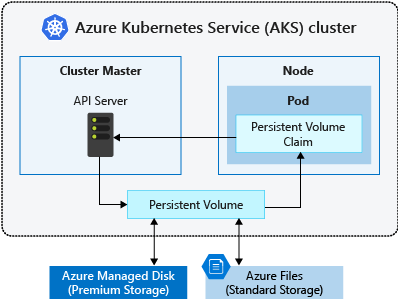 Azure Kubernetes Service (AKS) cluster
Cluster Master
API Server
Node
Pod
Persistent Volume
Claim
Persistent Volume
Azure Managed Disk
(Premium Storage)
Azure Files
(Standard Storage)